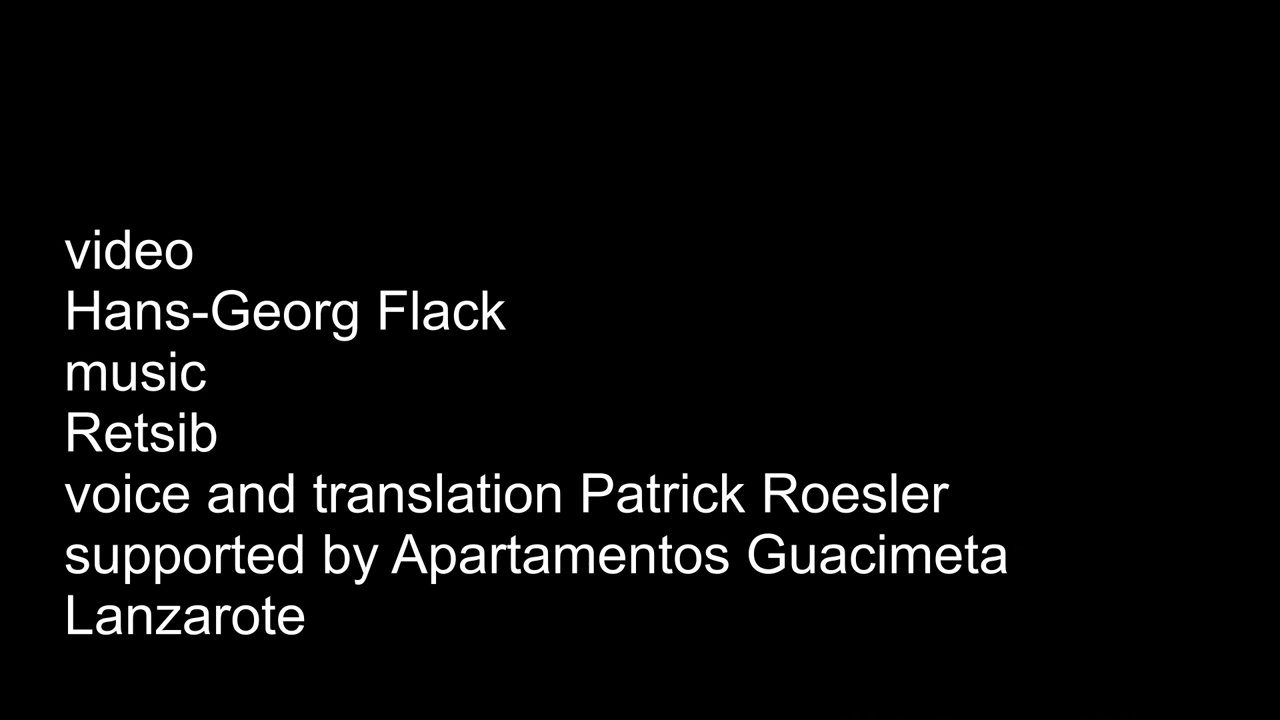 video
Hans-Georg Flack
music
Retsib
voice and translation Patrick Roesler
supported by Apartamentos Guacimeta
Lanzarote